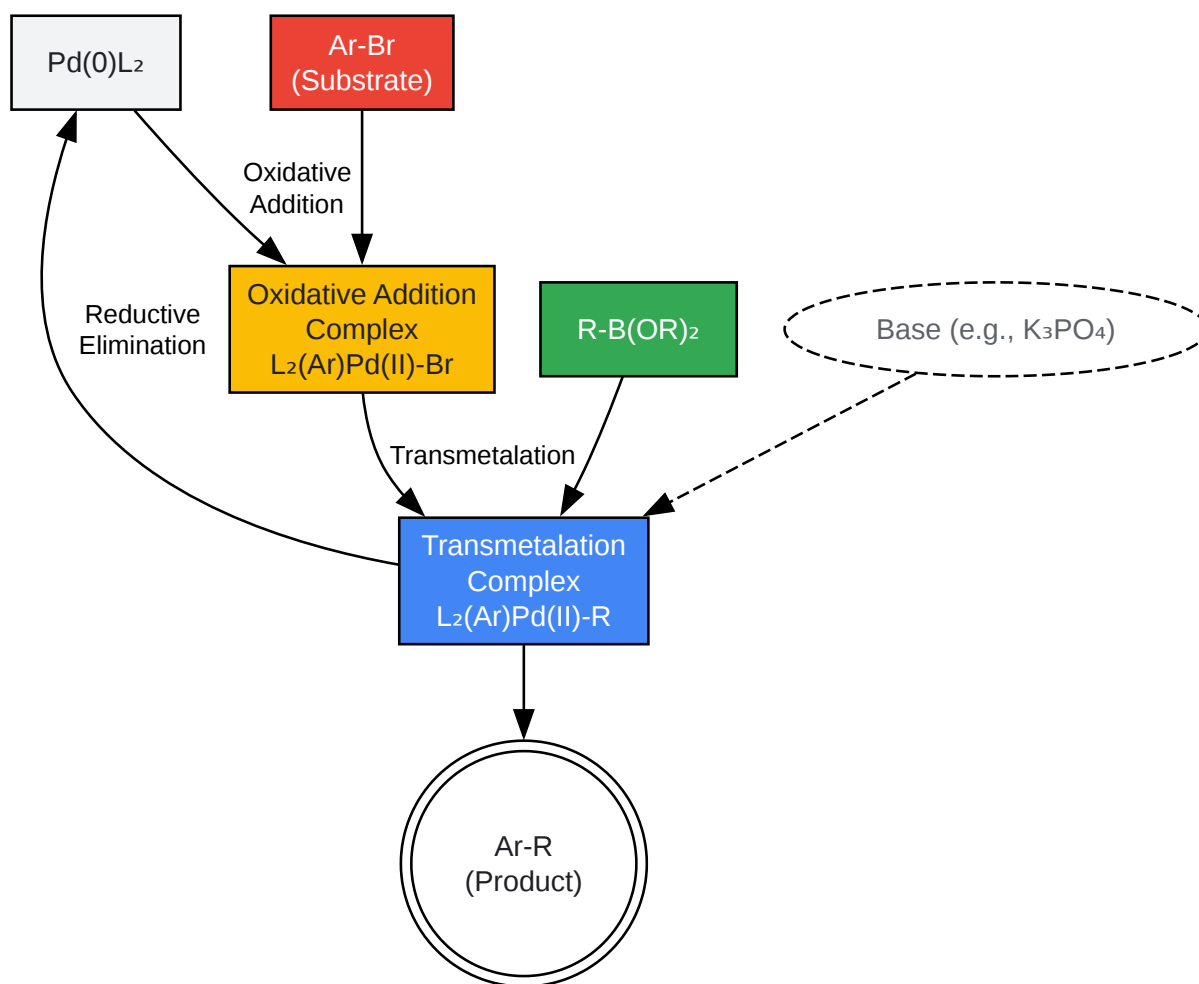 Pd(0)L₂
Ar-Br
(Substrate)
Oxidative
Addition
Reductive
Elimination
Oxidative Addition
Complex
L₂(Ar)Pd(II)-Br
R-B(OR)₂
Base (e.g., K₃PO₄)
Transmetalation
Transmetalation
Complex
L₂(Ar)Pd(II)-R
Ar-R
(Product)